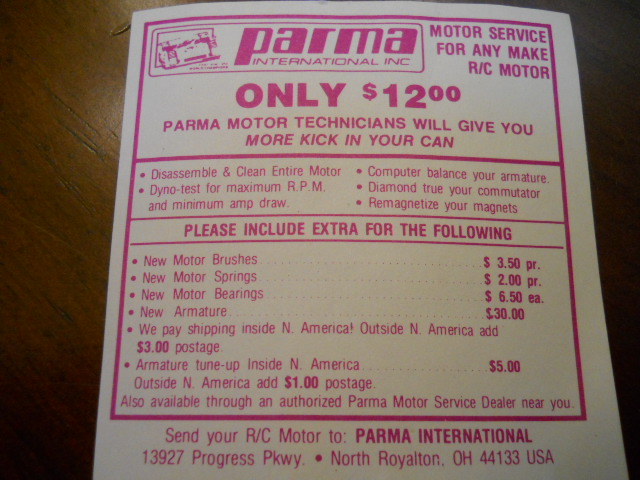 parma
INTERNATIONAL INC
MOTOR SERVICE
FOR ANY MAKE
R/C MOTOR
ONLY $1200
PARMA MOTOR TECHNICIANS WILL GIVE YOU
MORE KICK IN YOUR CAN
• Disassemble & Clean Entire Motor
• Dyno-test for maximum R.P.M.
and minimum amp draw.
• Computer balance your armature.
• Diamond true your commutator
• Remagnetize your magnets
PLEASE INCLUDE EXTRA FOR THE FOLLOWING
• New Motor Brushes $ 3.50 pr.
• New Motor Springs $ 2.00 pr.
• New Motor Bearings $ 6.50 ea.
• New Armature $30.00
• We pay shipping inside N. America! Outside N. America add
$3.00 postage.
• Armature tune-up Inside N. America $5.00
Outside N. America add $1.00 postage.
Also available through an authorized Parma Motor Service Dealer near you.
Send your R/C Motor to: PARMA INTERNATIONAL
13927 Progress Pkwy. • North Royalton, OH 44133 USA